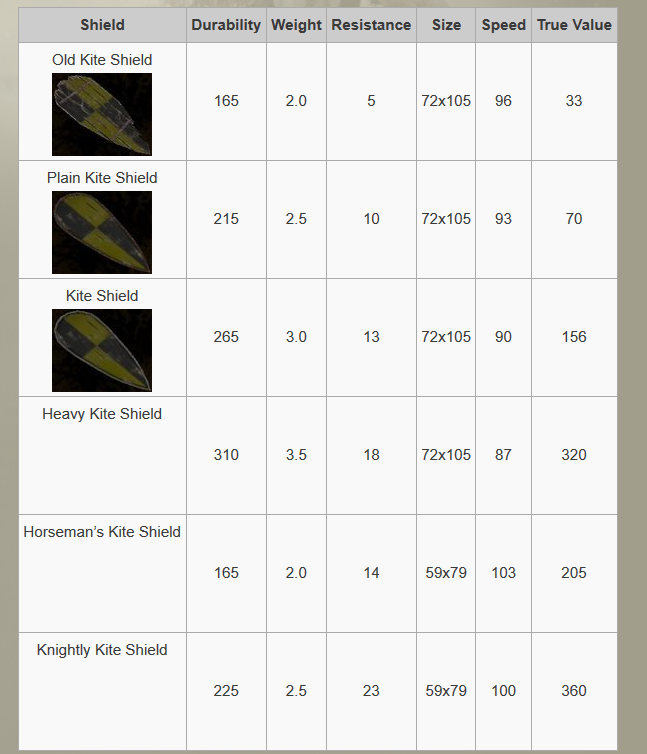 Shield Durability Weight Resistance Size Speed True Value
Old Kite Shield
165 2.0 5 72x105 96 33
Plain Kite Shield
215 2.5 10 72x105 93 70
Kite Shield
265 3.0 13 72x105 90 156
Heavy Kite Shield
310 3.5 18 72x105 87 320
Horseman’s Kite Shield
165 2.0 14 59x79 103 205
Knightly Kite Shield
225 2.5 23 59x79 100 360